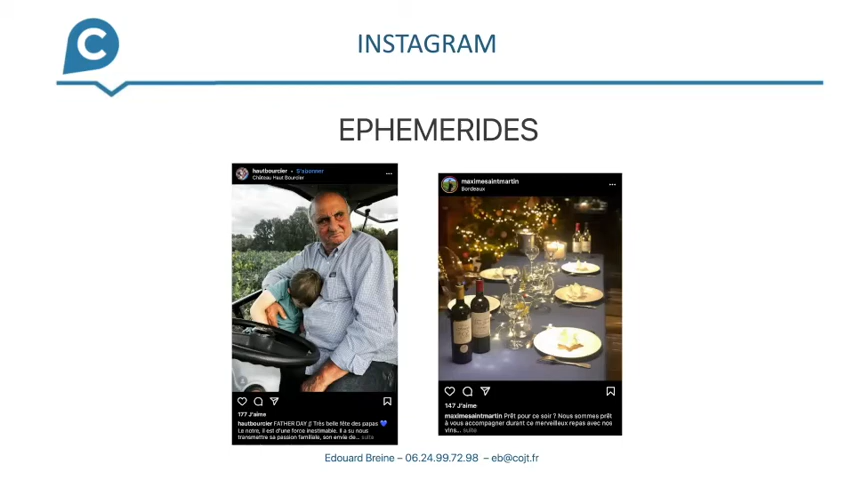 C
INSTAGRAM
EPHEMERIDES
hautbourcier • S'abonner
Château Haut Bourcier
177 J'aime
hautbourcier FATHER DAY || Très belle fête des papas 💙
Le notre, il est d'une force inestimable. Il a su nous
transmettre sa passion familiale, son envie de... suite
maximesaintmartin
Bordeaux
147 J'aime
maximesaintmartin Prêt pour ce soir ? Nous sommes prêt
à vous accompagner durant ce merveilleux repas avec nos
vins... suite
Edouard Breine – 06.24.99.72.98 – eb@cojt.fr